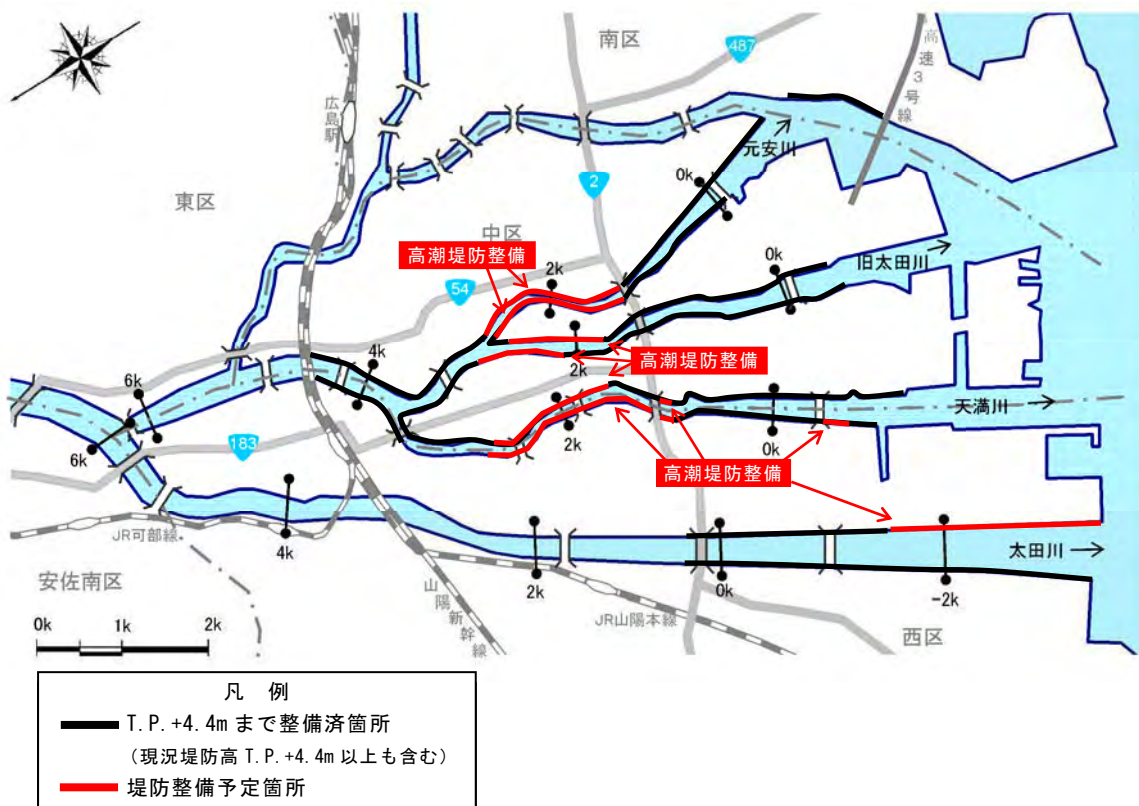 南区
487
高速3号線
広島駅
元安川
0k
2
東区
中区
高潮堤防整備
2k
54
0k
旧太田川
4k
高潮堤防整備
2k
6k
天満川
2k
0k
6k
183
高潮堤防整備
JR可部線
4k
太田川
2k
0k
-2k
安佐南区
山陽新幹線
JR山陽本線
西区
0k 1k 2k
凡 例
T.P.+4.4mまで整備済箇所
（現況堤防高T.P.+4.4m以上も含む）
堤防整備予定箇所